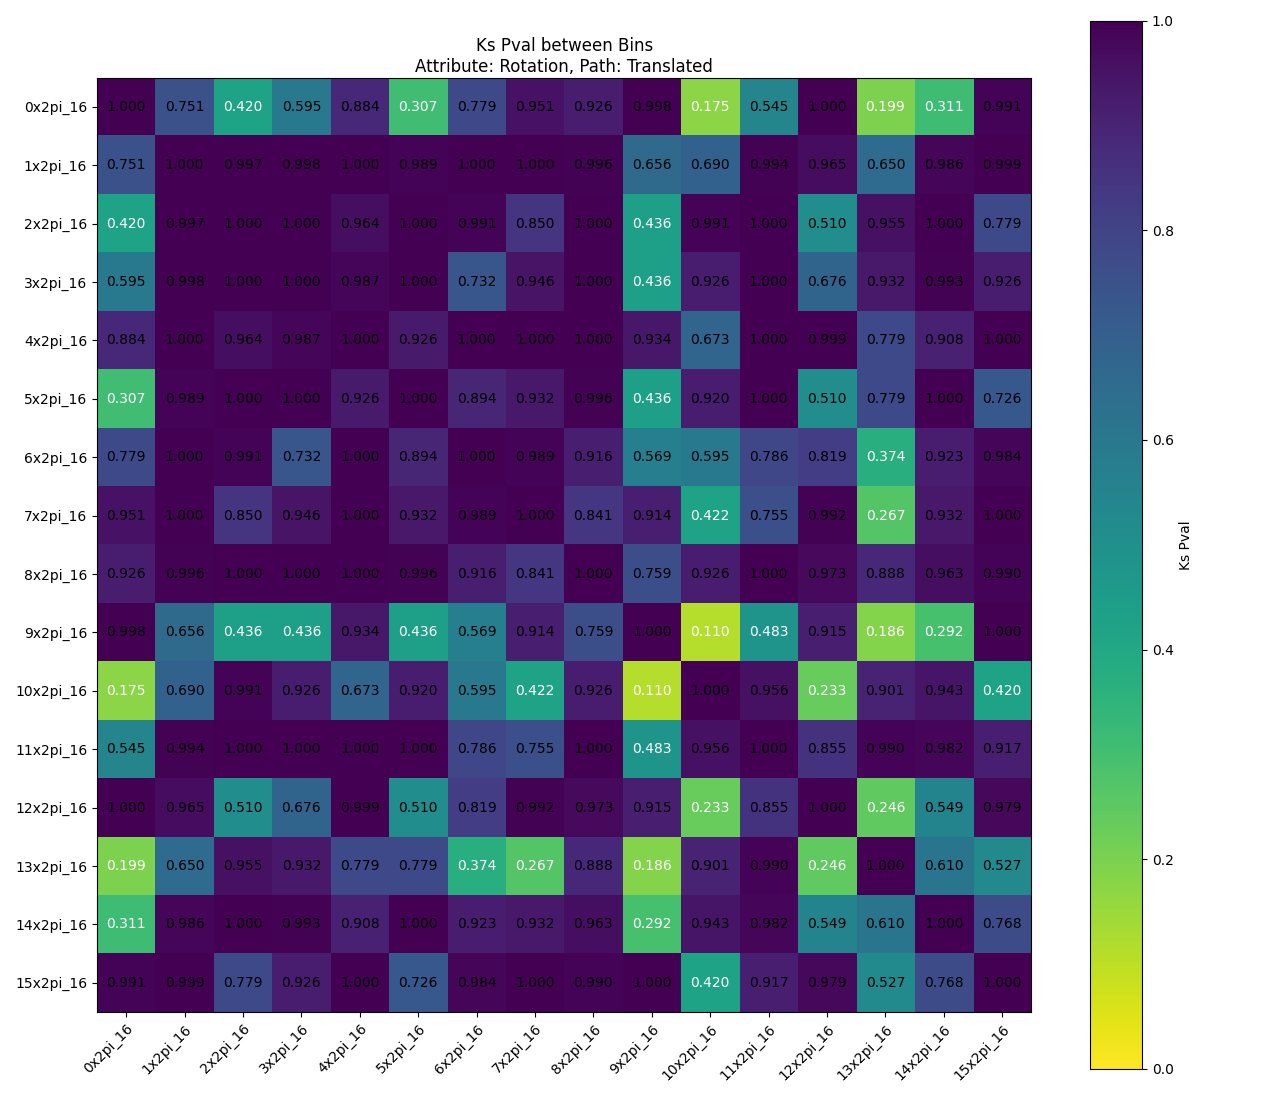 Ks Pval between Bins
Attribute: Rotation, Path: Translated
0x2pi_16 1.000 0.751 0.420 0.595 0.884 0.307 0.779 0.951 0.926 0.998 0.175 0.545 1.000 0.199 0.311 0.991
1x2pi_16 0.751 1.000 0.997 0.998 1.000 0.989 1.000 1.000 0.996 0.656 0.690 0.994 0.965 0.650 0.986 0.999
2x2pi_16 0.420 0.997 1.000 1.000 0.964 1.000 0.991 0.850 1.000 0.436 0.991 1.000 0.510 0.955 1.000 0.779
3x2pi_16 0.595 0.998 1.000 1.000 0.987 1.000 0.732 0.946 1.000 0.436 0.926 1.000 0.676 0.932 0.993 0.926
4x2pi_16 0.884 1.000 0.964 0.987 1.000 0.926 1.000 1.000 1.000 0.934 0.673 1.000 0.999 0.779 0.908 1.000
5x2pi_16 0.307 0.989 1.000 1.000 0.926 1.000 0.894 0.932 0.996 0.436 0.920 1.000 0.510 0.779 1.000 0.726
6x2pi_16 0.779 1.000 0.991 0.732 1.000 0.894 1.000 0.989 0.916 0.569 0.595 0.786 0.819 0.374 0.923 0.984
7x2pi_16 0.951 1.000 0.850 0.946 1.000 0.932 0.989 1.000 0.841 0.914 0.422 0.755 0.992 0.267 0.932 1.000
8x2pi_16 0.926 0.996 1.000 1.000 1.000 0.996 0.916 0.841 1.000 0.759 0.926 1.000 0.973 0.888 0.963 0.990
9x2pi_16 0.998 0.656 0.436 0.436 0.934 0.436 0.569 0.914 0.759 1.000 0.110 0.483 0.915 0.186 0.292 1.000
10x2pi_16 0.175 0.690 0.991 0.926 0.673 0.920 0.595 0.422 0.926 0.110 1.000 0.956 0.233 0.901 0.943 0.420
11x2pi_16 0.545 0.994 1.000 1.000 1.000 1.000 0.786 0.755 1.000 0.483 0.956 1.000 0.855 0.990 0.982 0.917
12x2pi_16 1.000 0.965 0.510 0.676 0.999 0.510 0.819 0.992 0.973 0.915 0.233 0.855 1.000 0.246 0.549 0.979
13x2pi_16 0.199 0.650 0.955 0.932 0.779 0.779 0.374 0.267 0.888 0.186 0.901 0.990 0.246 1.000 0.610 0.527
14x2pi_16 0.311 0.986 1.000 0.993 0.908 1.000 0.923 0.932 0.963 0.292 0.943 0.982 0.549 0.610 1.000 0.768
15x2pi_16 0.991 0.999 0.779 0.926 1.000 0.726 0.984 1.000 0.990 1.000 0.420 0.917 0.979 0.527 0.768 1.000
0x2pi_16 1x2pi_16 2x2pi_16 3x2pi_16 4x2pi_16 5x2pi_16 6x2pi_16 7x2pi_16 8x2pi_16 9x2pi_16 10x2pi_16 11x2pi_16 12x2pi_16 13x2pi_16 14x2pi_16 15x2pi_16
1.0
0.8
0.6
0.4
0.2
0.0
Ks Pval